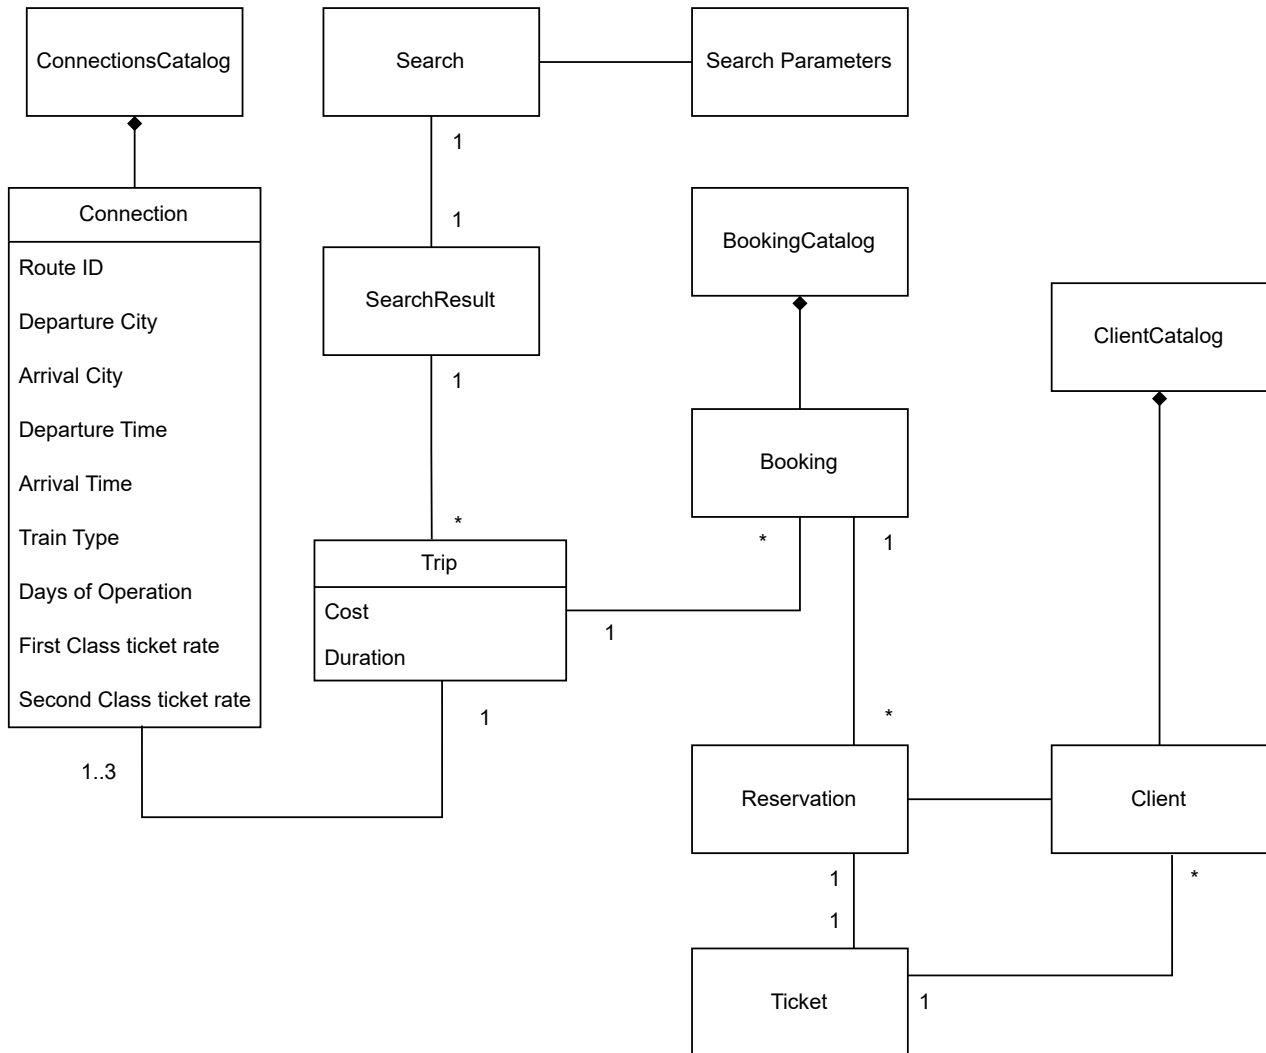 ConnectionsCatalog
Search
Search Parameters
1
1
Connection
Route ID
Departure City
Arrival City
Departure Time
Arrival Time
Train Type
Days of Operation
First Class ticket rate
Second Class ticket rate
SearchResult
1
*
BookingCatalog
ClientCatalog
Booking
*
1
Trip
Cost
Duration
1
1
1..3
*
Reservation
Client
1
1
*
Ticket
1